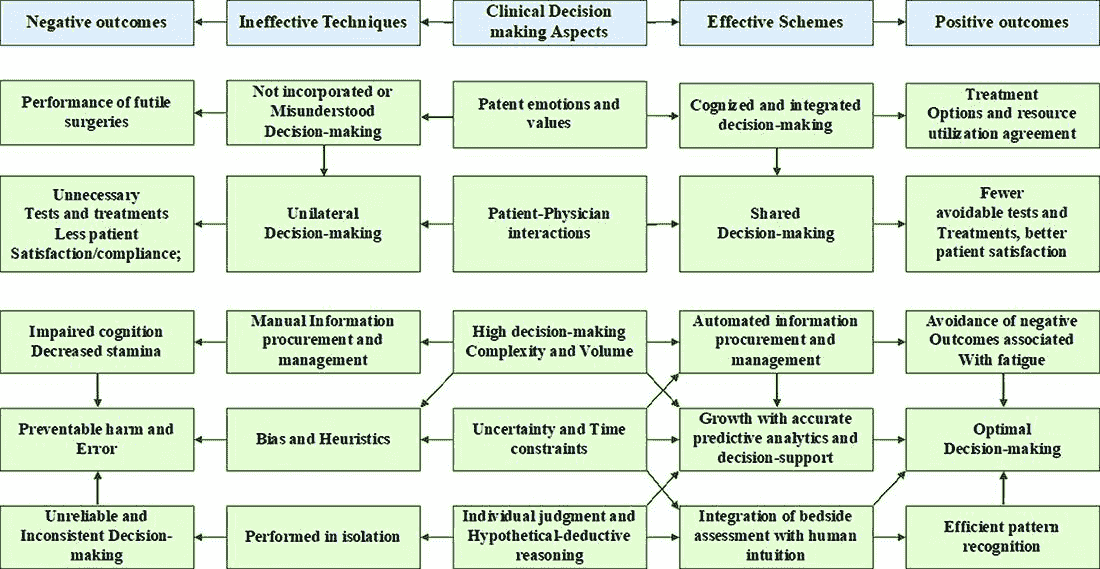 Negative outcomes
Ineffective Techniques
Clinical Decision
making Aspects
Effective Schemes
Positive outcomes
Performance of futile
surgeries
Not incorporated or
Misunderstood
Decision-making
Patent emotions and
values
Cognized and integrated
decision-making
Treatment
Options and resource
utilization agreement
Unnecessary
Tests and treatments
Less patient
Satisfaction/compliance;
Unilateral
Decision-making
Patient-Physician
interactions
Shared
Decision-making
Fewer
avoidable tests and
Treatments, better
patient satisfaction
Impaired cognition
Decreased stamina
Manual Information
procurement and
management
High decision-making
Complexity and Volume
Automated information
procurement and
management
Avoidance of negative
Outcomes associated
With fatigue
Preventable harm and
Error
Bias and Heuristics
Uncertainty and Time
constraints
Growth with accurate
predictive analytics and
decision-support
Optimal
Decision-making
Unreliable and
Inconsistent Decision-
making
Performed in isolation
Individual judgment and
Hypothetical-deductive
reasoning
Integration of bedside
assessment with human
intuition
Efficient pattern
recognition